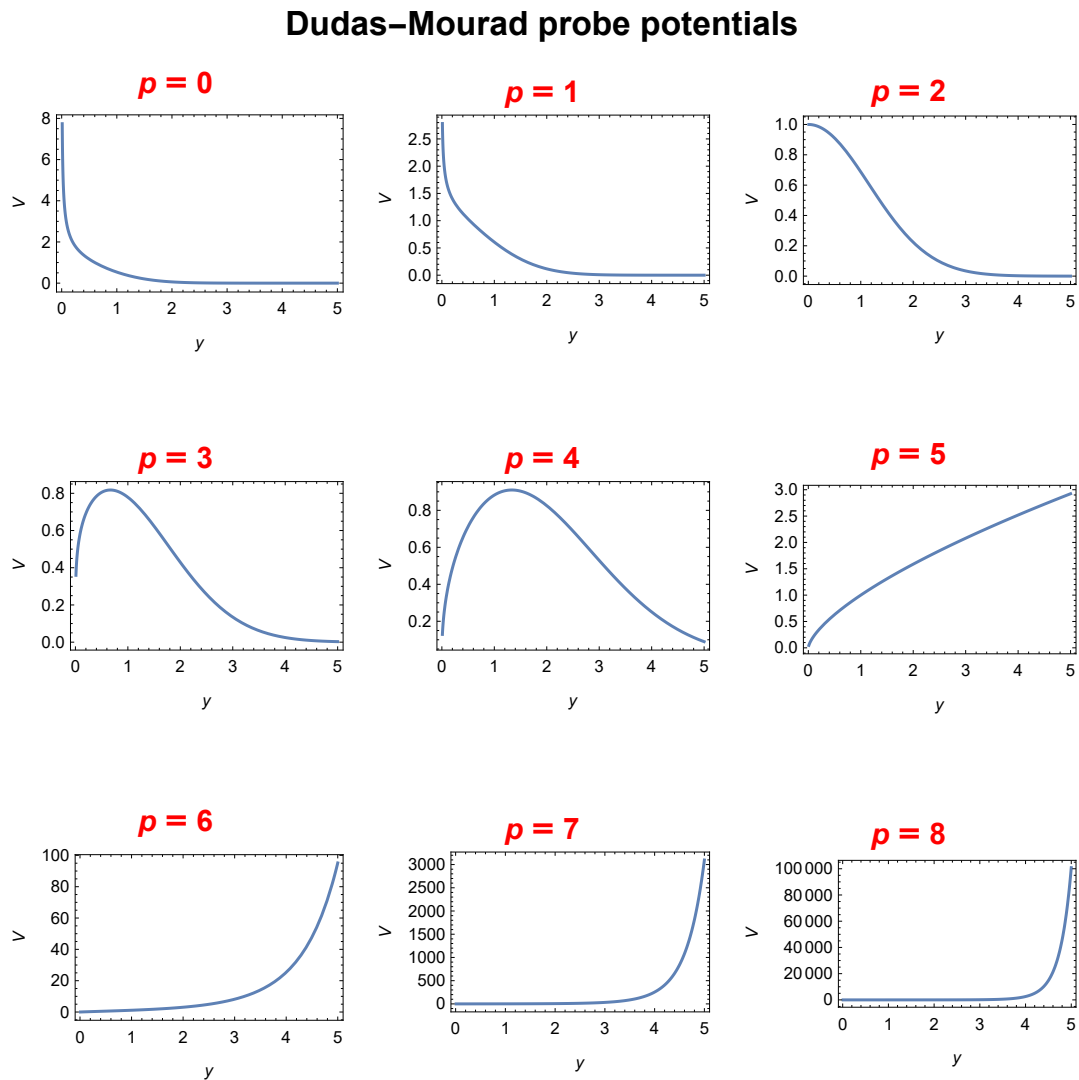 Dudas–Mourad probe potentials
p = 0
p = 1
p = 2
8
6
4
2
0
V
0 1 2 3 4 5
y
2.5
2.0
1.5
1.0
0.5
0.0
V
0 1 2 3 4 5
y
1.0
0.8
0.6
0.4
0.2
0.0
V
0 1 2 3 4 5
y
p = 3
p = 4
p = 5
0.8
0.6
0.4
0.2
0.0
V
0 1 2 3 4 5
y
0.8
0.6
0.4
0.2
V
0 1 2 3 4 5
y
3.0
2.5
2.0
1.5
1.0
0.5
0.0
V
0 1 2 3 4 5
y
p = 6
p = 7
p = 8
100
80
60
40
20
0
V
0 1 2 3 4 5
y
3000
2500
2000
1500
1000
500
0
V
0 1 2 3 4 5
y
100 000
80 000
60 000
40 000
20 000
0
V
0 1 2 3 4 5
y